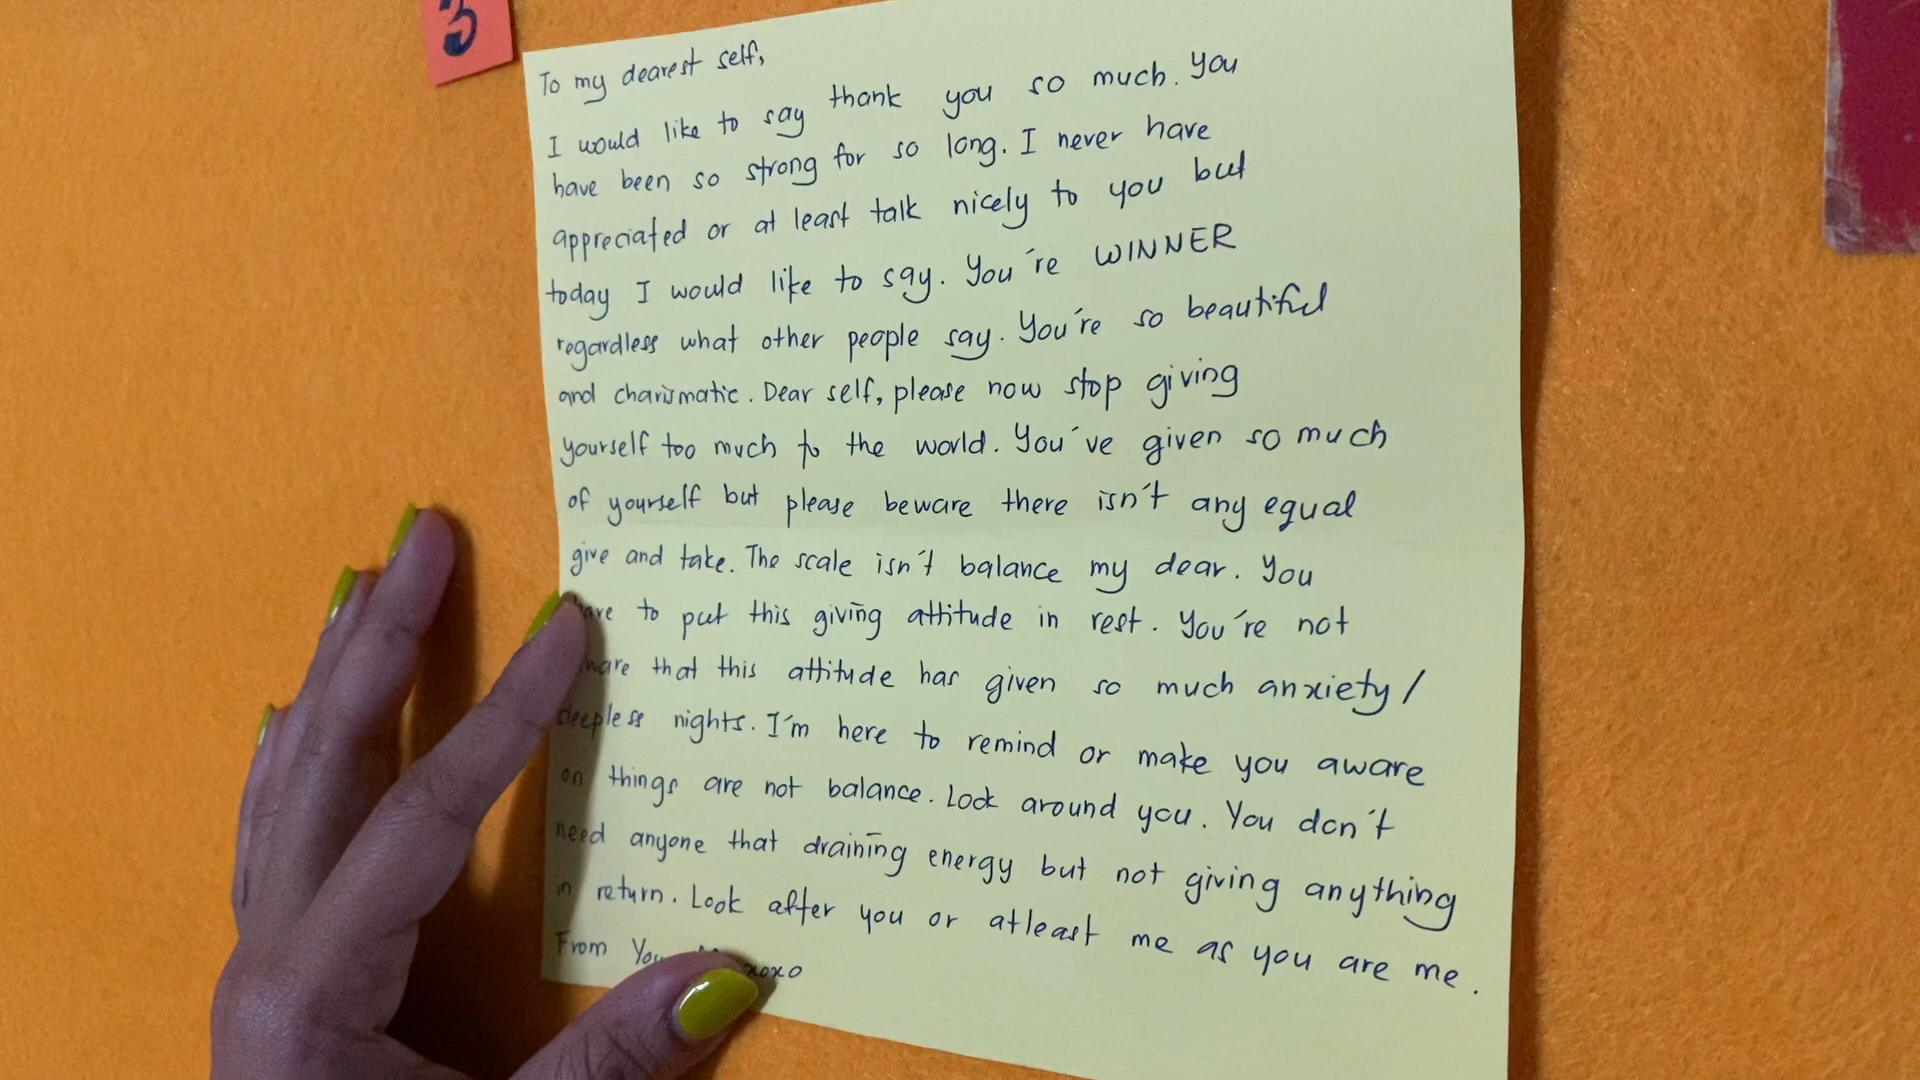 3
To my dearest self,
I would like to say thank you so much. You
have been so strong for so long. I never have
appreciated or at least talk nicely to you but
today I would like to say. You're WINNER
regardless what other people say. You're so beautiful
and charismatic. Dear self, please now stop giving
yourself too much to the world. You've given so much
of yourself but please beware there isn't any equal
give and take. The scale isn't balance my dear. You
have to put this giving attitude in rest. You're not
aware that this attitude has given so much anxiety/
sleepless nights. I'm here to remind or make you aware
on things are not balance. Look around you. You don't
need anyone that draining energy but not giving anything
in return. Look after you or atleast me as you are me.
From You xoxo